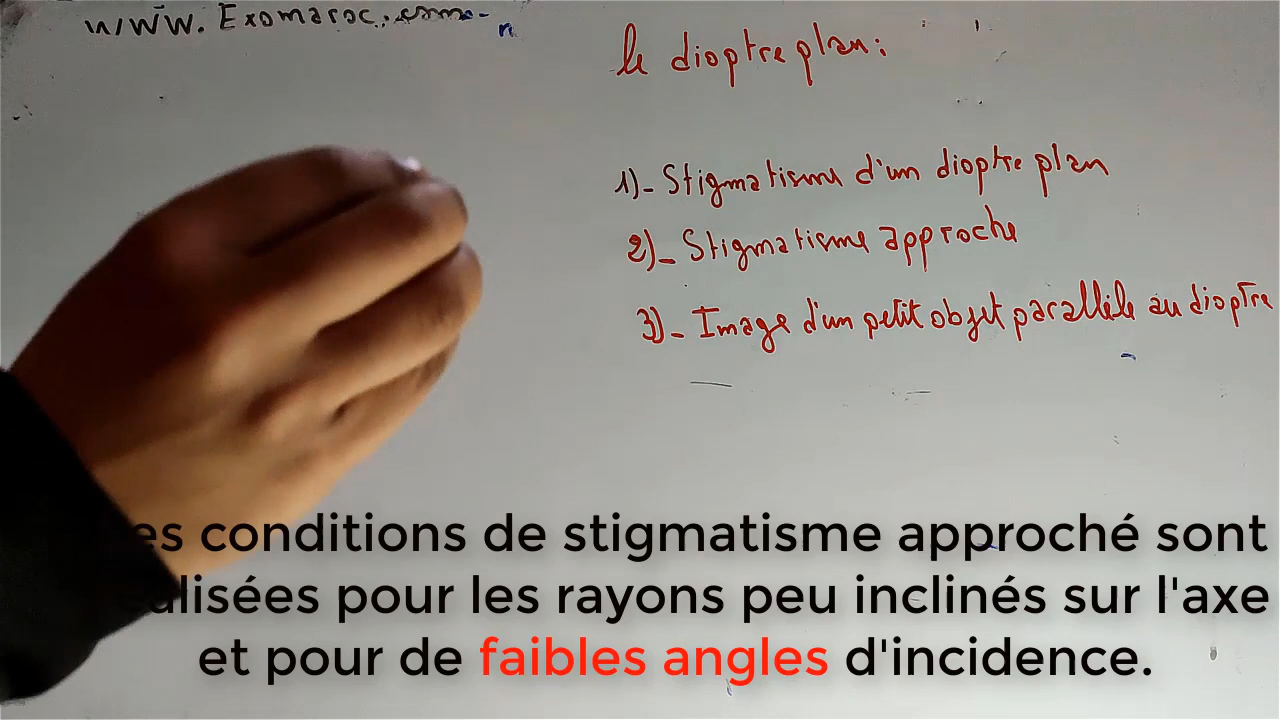 www. Exomaroc.com
le dioptre plan:
1)- Stigmatisme d'un dioptre plan
2)- Stigmatisme approche
3)- Image d'un petit objet parallèle au dioptre
conditions de stigmatisme approché sont
pour les rayons peu inclinés sur l'axe
et pour de faibles angles d'incidence.